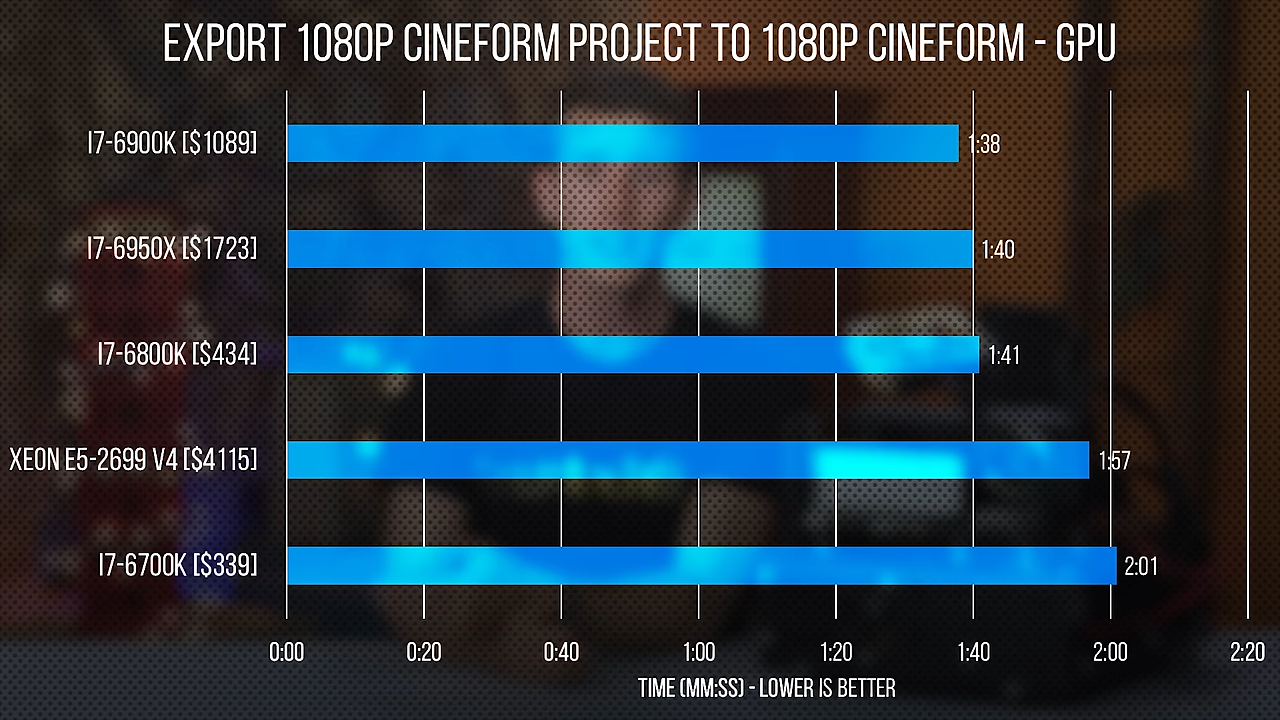 EXPORT 1080P CINEFORM PROJECT TO 1080P CINEFORM - GPU
I7-6900K [$1089]
1:38
I7-6950X [$1723]
1:40
I7-6800K [$434]
1:41
XEON E5-2699 V4 [$4115]
1:57
I7-6700K [$339]
2:01
0:00 0:20 0:40 1:00 1:20 1:40 2:00 2:20
TIME (MM:SS) - LOWER IS BETTER